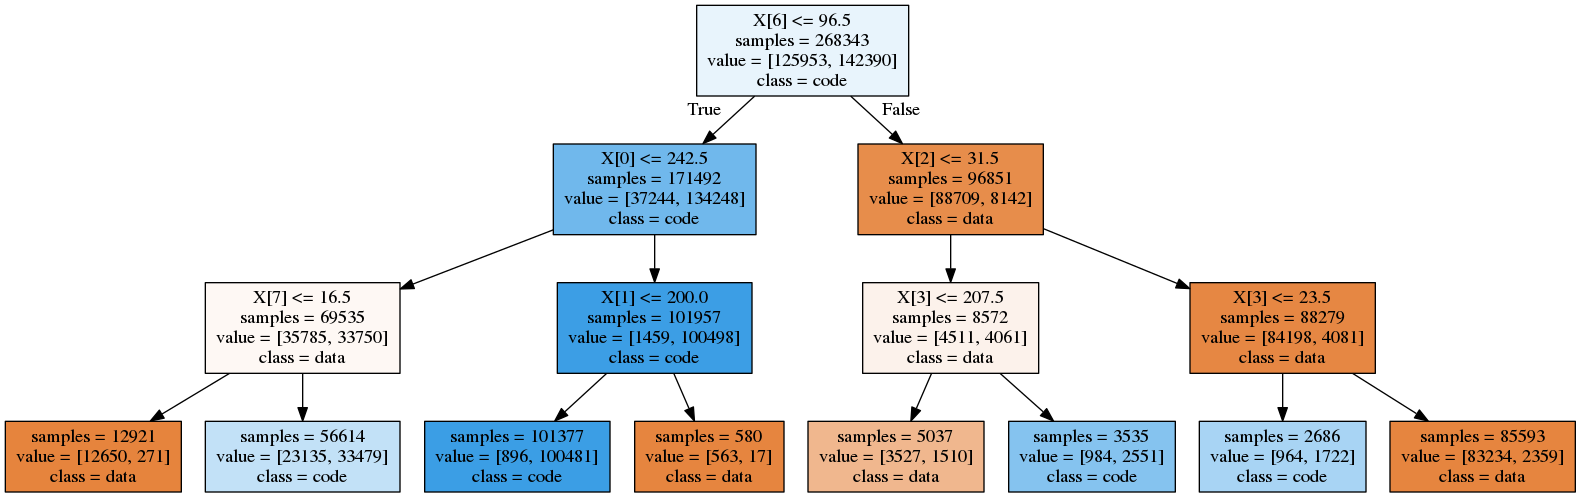 X[6] <= 96.5
samples = 268343
value = [125953, 142390]
class = code
True
False
X[0] <= 242.5
samples = 171492
value = [37244, 134248]
class = code
X[2] <= 31.5
samples = 96851
value = [88709, 8142]
class = data
X[7] <= 16.5
samples = 69535
value = [35785, 33750]
class = data
X[1] <= 200.0
samples = 101957
value = [1459, 100498]
class = code
X[3] <= 207.5
samples = 8572
value = [4511, 4061]
class = data
X[3] <= 23.5
samples = 88279
value = [84198, 4081]
class = data
samples = 12921
value = [12650, 271]
class = data
samples = 56614
value = [23135, 33479]
class = code
samples = 101377
value = [896, 100481]
class = code
samples = 580
value = [563, 17]
class = data
samples = 5037
value = [3527, 1510]
class = data
samples = 3535
value = [984, 2551]
class = code
samples = 2686
value = [964, 1722]
class = code
samples = 85593
value = [83234, 2359]
class = data